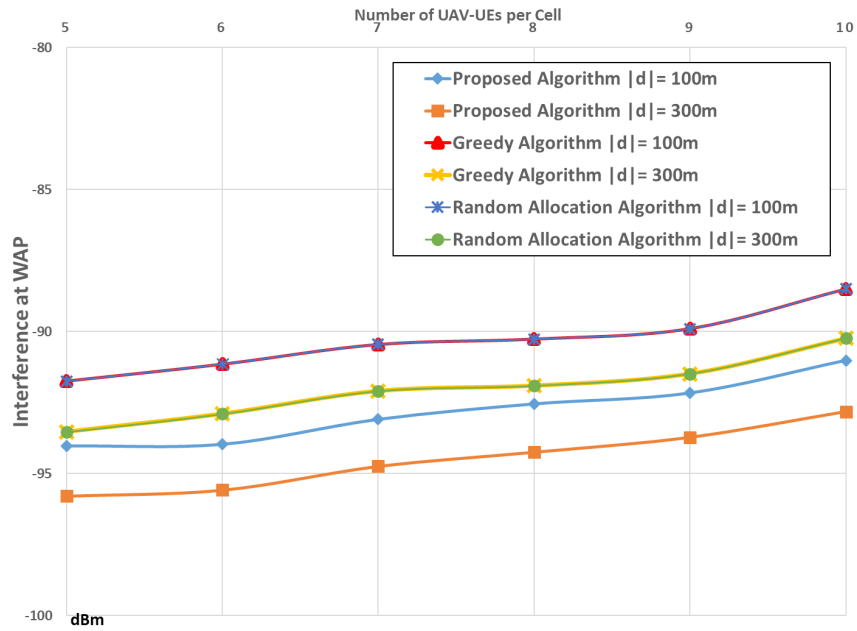 Number of UAV-UEs per Cell
5 6 7 8 9 10
-80
Proposed Algorithm |d|= 100m
Proposed Algorithm |d|= 300m
Greedy Algorithm |d|= 100m
Greedy Algorithm |d|= 300m
Random Allocation Algorithm |d|= 100m
Random Allocation Algorithm |d|= 300m
-85
Interference at WAP
-90
-95
-100
dBm